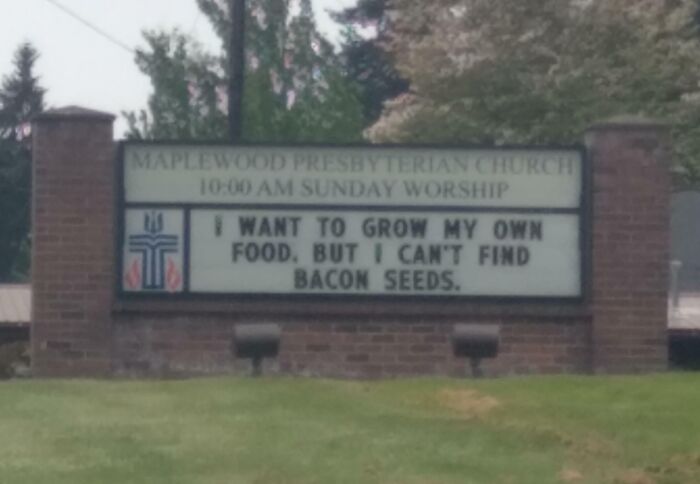 MAPLEWOOD PRESBYTERIAN CHURCH
10:00 AM SUNDAY WORSHIP
I WANT TO GROW MY OWN
FOOD. BUT I CAN'T FIND
BACON SEEDS.